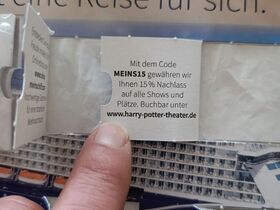 eine Reise für sich.
Mit dem Code
MEINS15 gewähren wir
Ihnen 15% Nachlass
auf alle Shows und
Plätze. Buchbar unter
www.harry-potter-theater.de